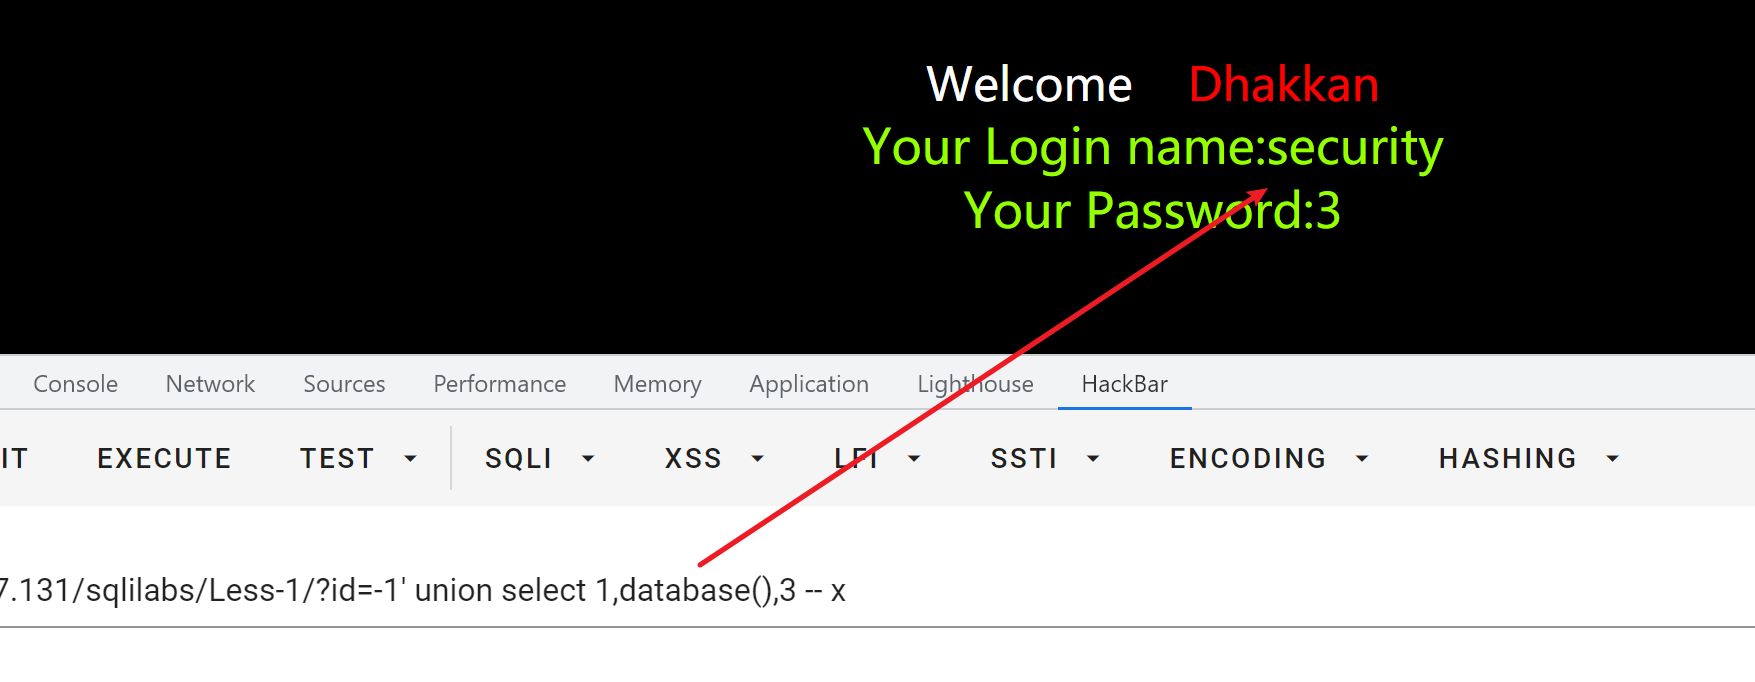 Welcome Dhakkan
Your Login name:security
Your Password:3
Console Network Sources Performance Memory Application Lighthouse HackBar
IT EXECUTE TEST SQLI XSS LFI SSTI ENCODING HASHING
7.131/sqlilabs/Less-1/?id=-1' union select 1,database(),3 -- x